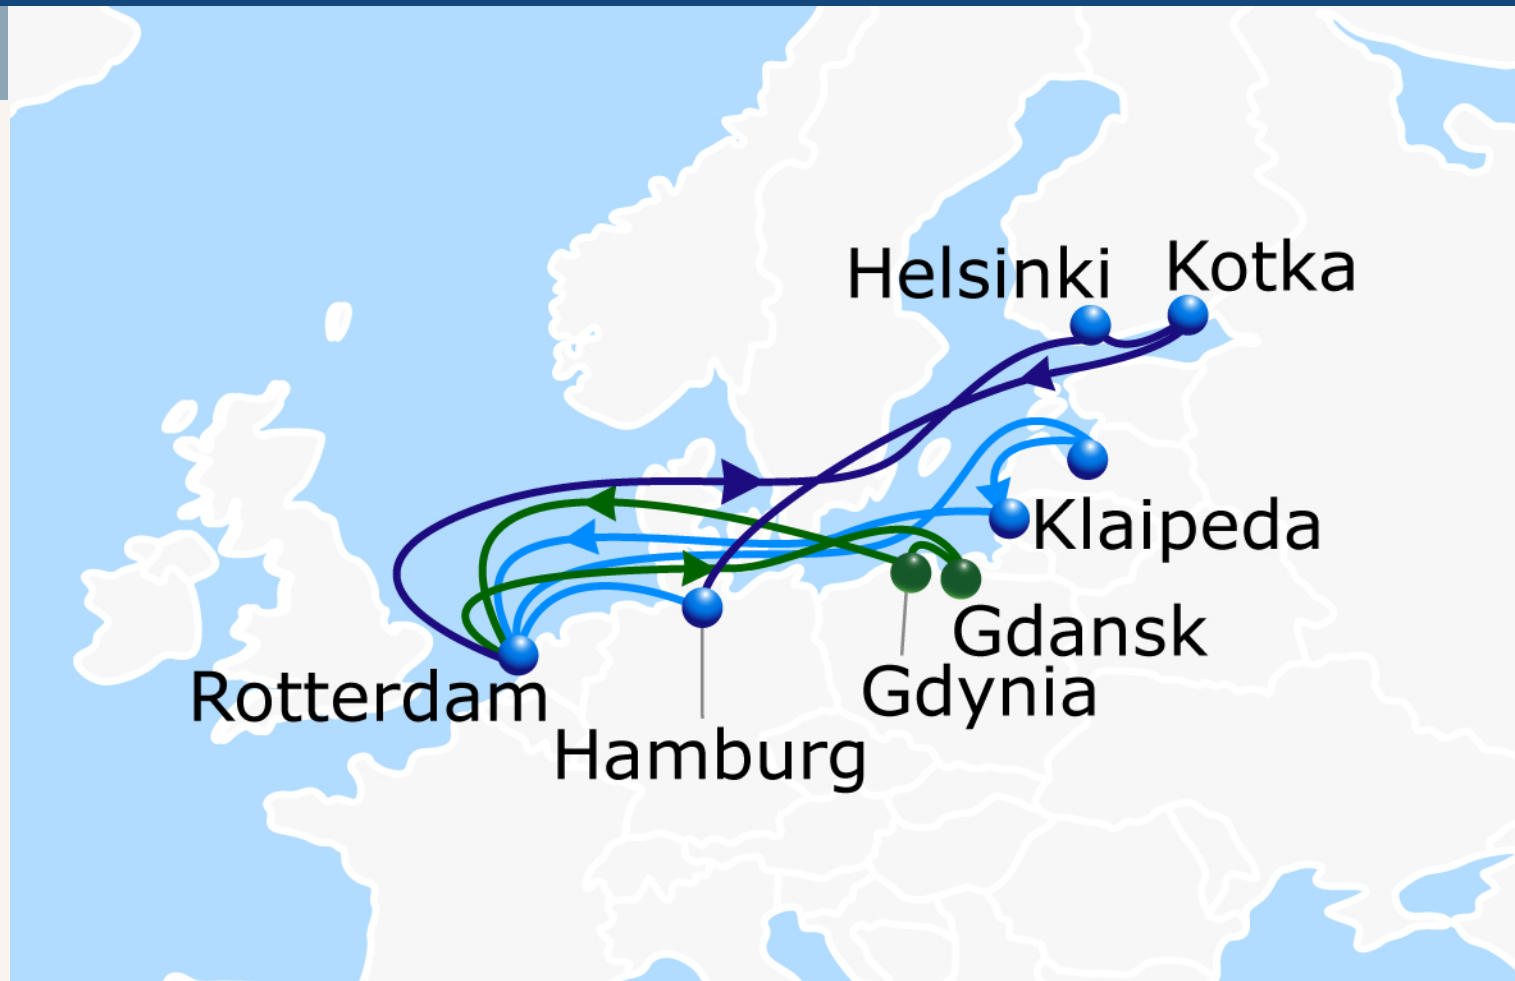 Helsinki
Kotka
Klaipeda
Gdansk
Gdynia
Rotterdam
Hamburg